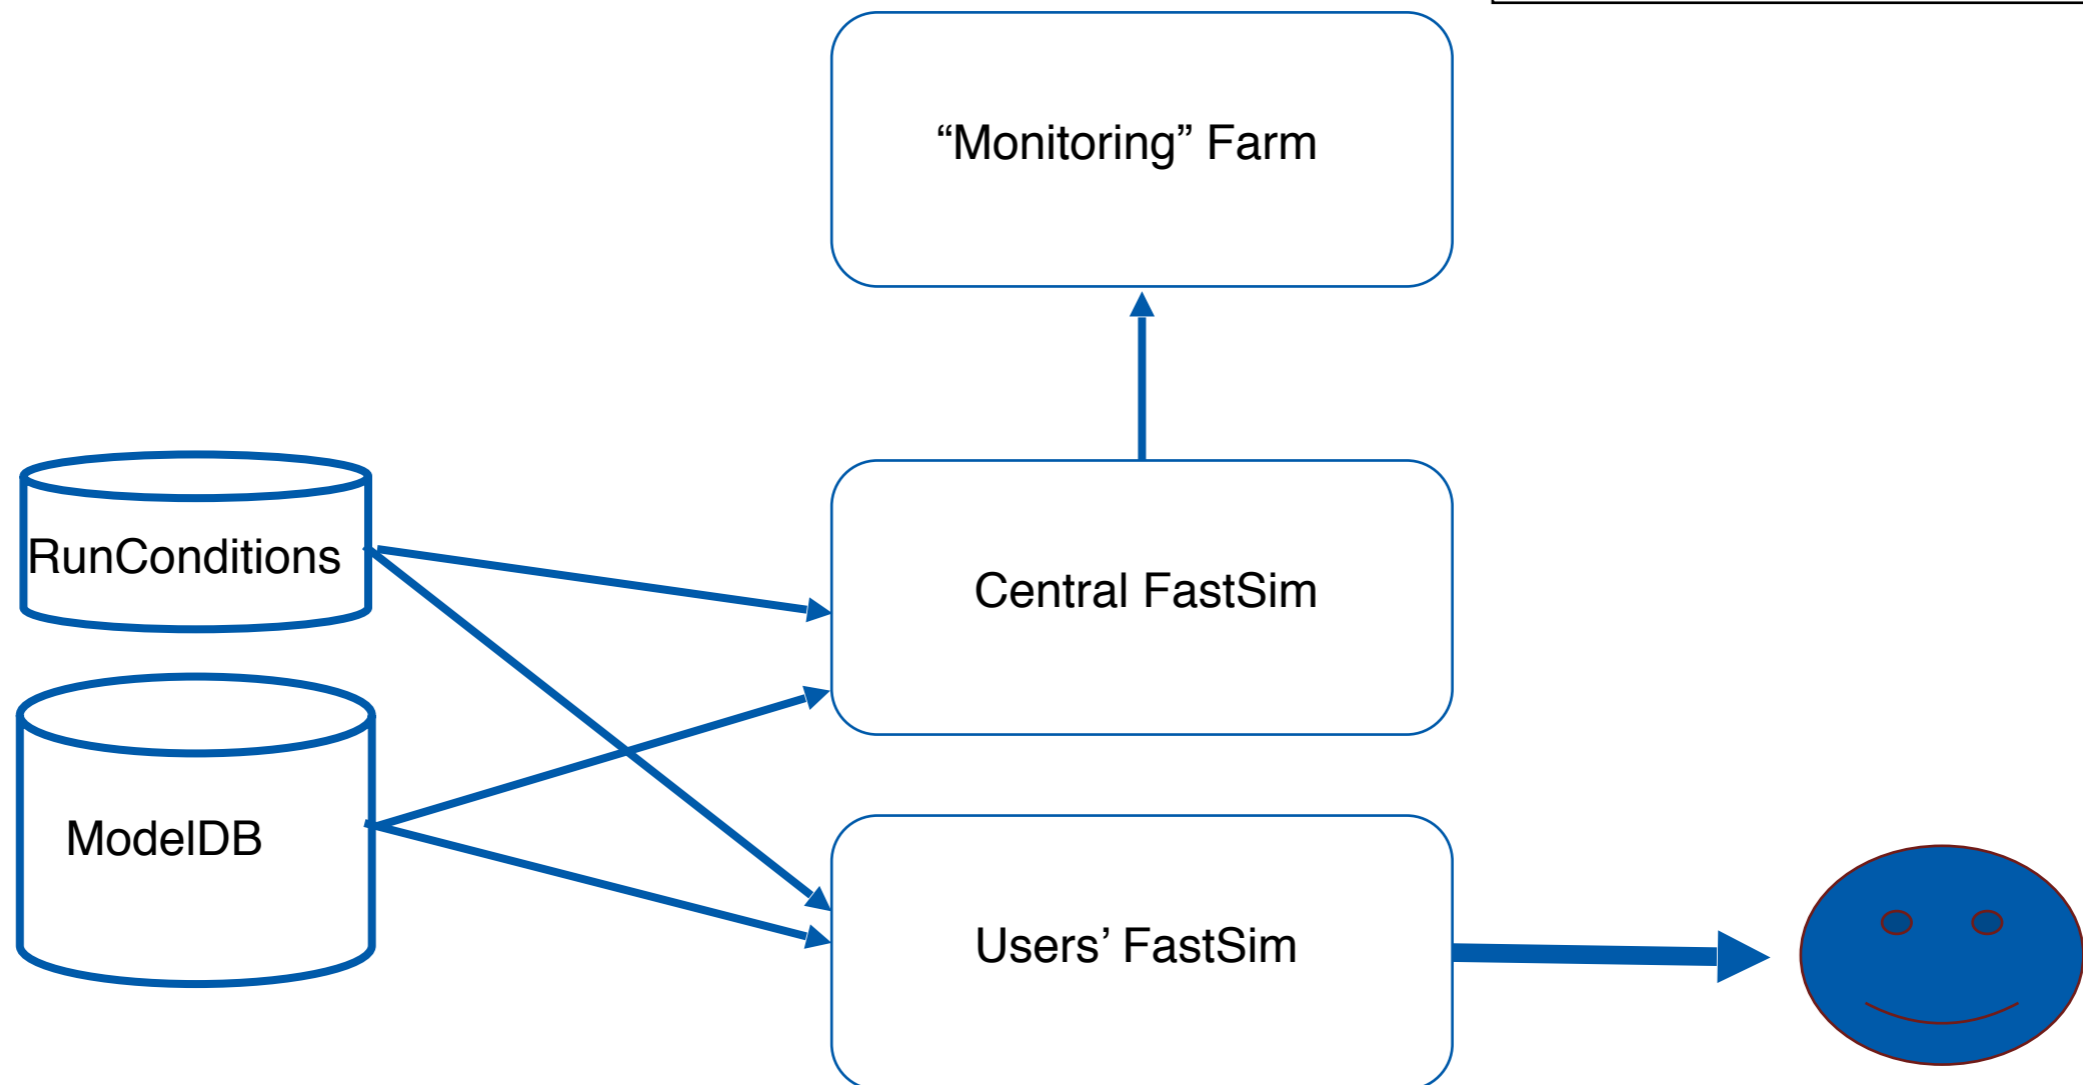 “Monitoring” Farm
RunConditions
Central FastSim
ModelDB
Users’ FastSim